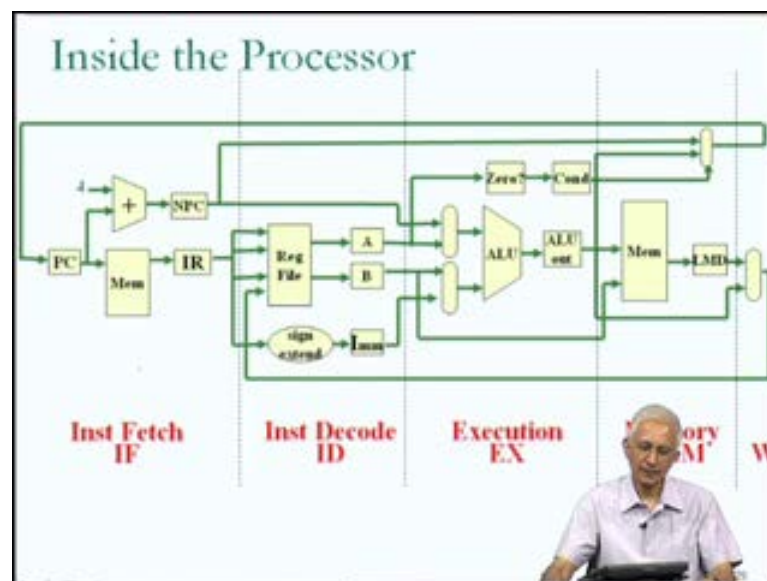 Inside the Processor
4
+
NPC
Zero?
Cond
PC
Mem
IR
Reg
File
A
B
ALU
ALU
out
Mem
LMD
sign
extend
Imm
Inst Fetch
IF
Inst Decode
ID
Execution
EX